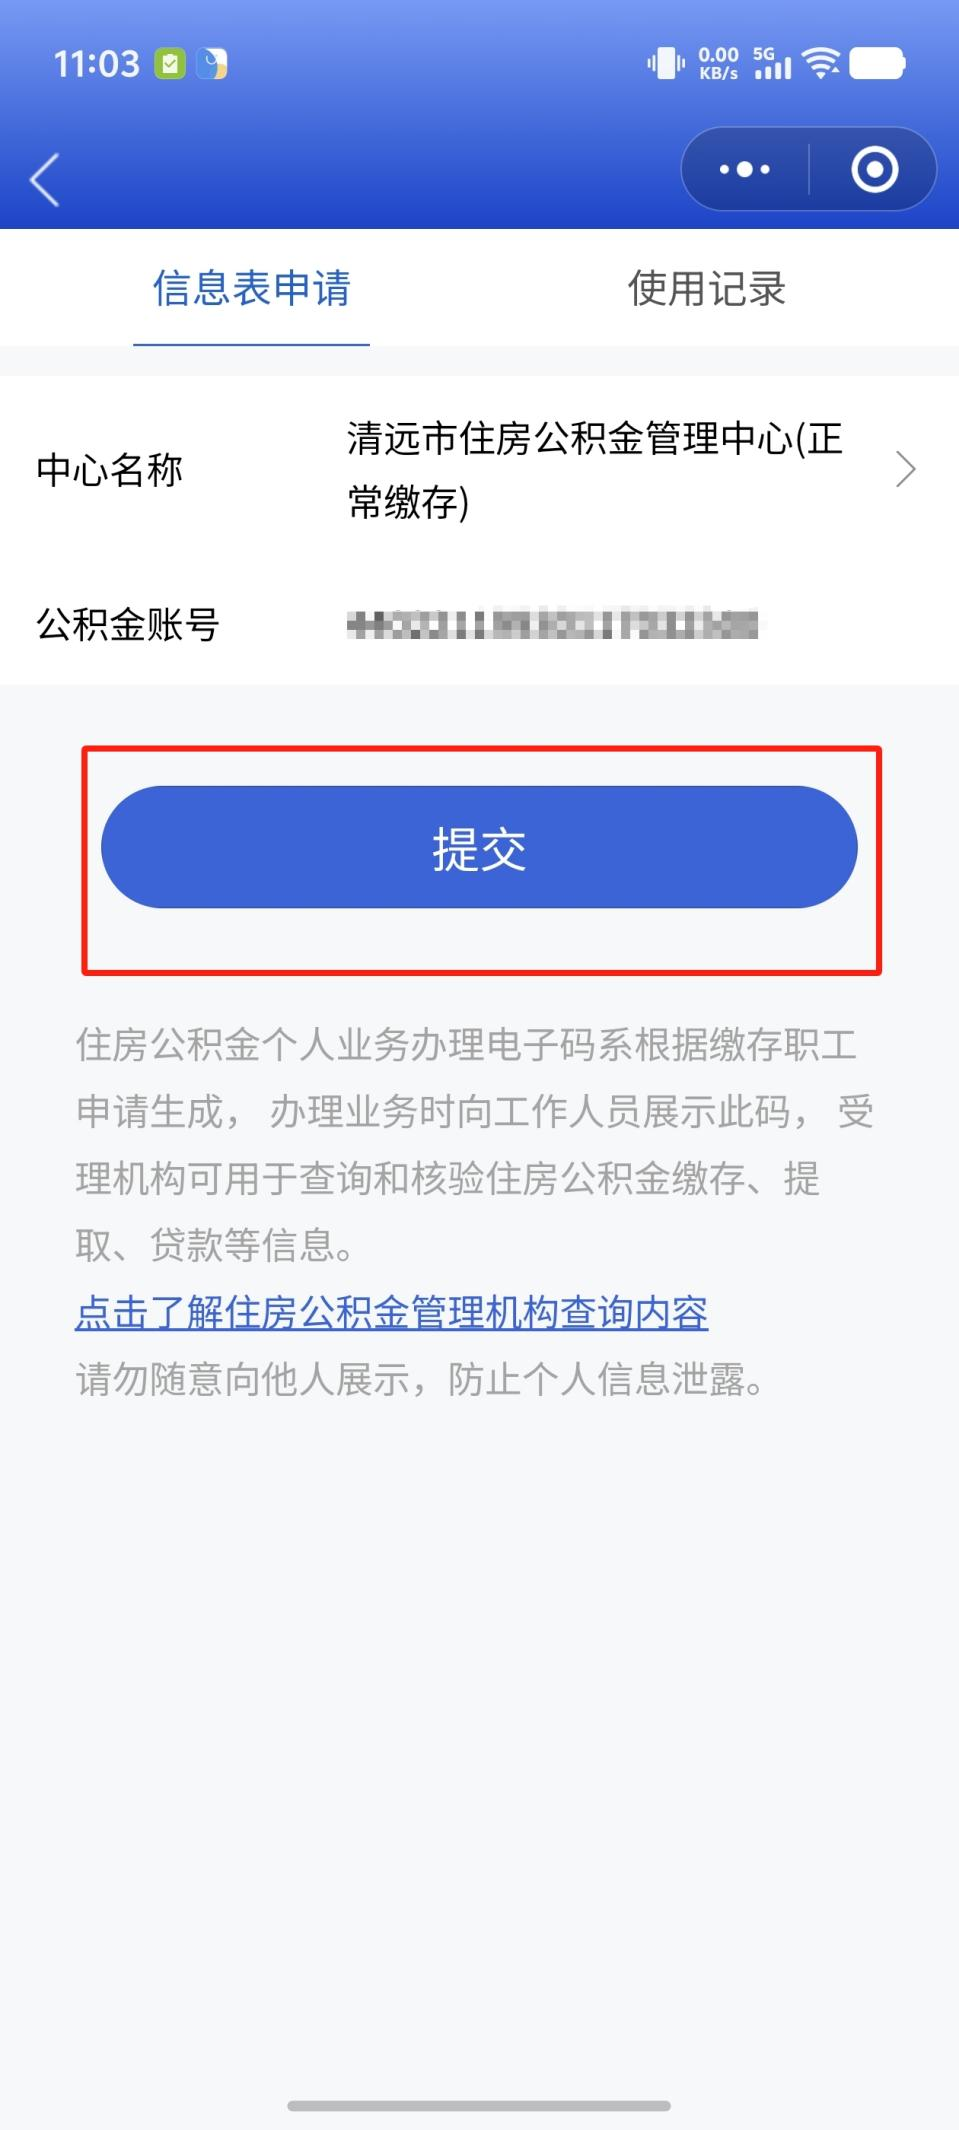 11:03
0.00
KB/s
5G
信息表申请
使用记录
中心名称
清远市住房公积金管理中心(正
常缴存)
公积金账号
提交
住房公积金个人业务办理电子码系根据缴存职工
申请生成， 办理业务时向工作人员展示此码， 受
理机构可用于查询和核验住房公积金缴存、提
取、贷款等信息。
点击了解住房公积金管理机构查询内容
请勿随意向他人展示，防止个人信息泄露。